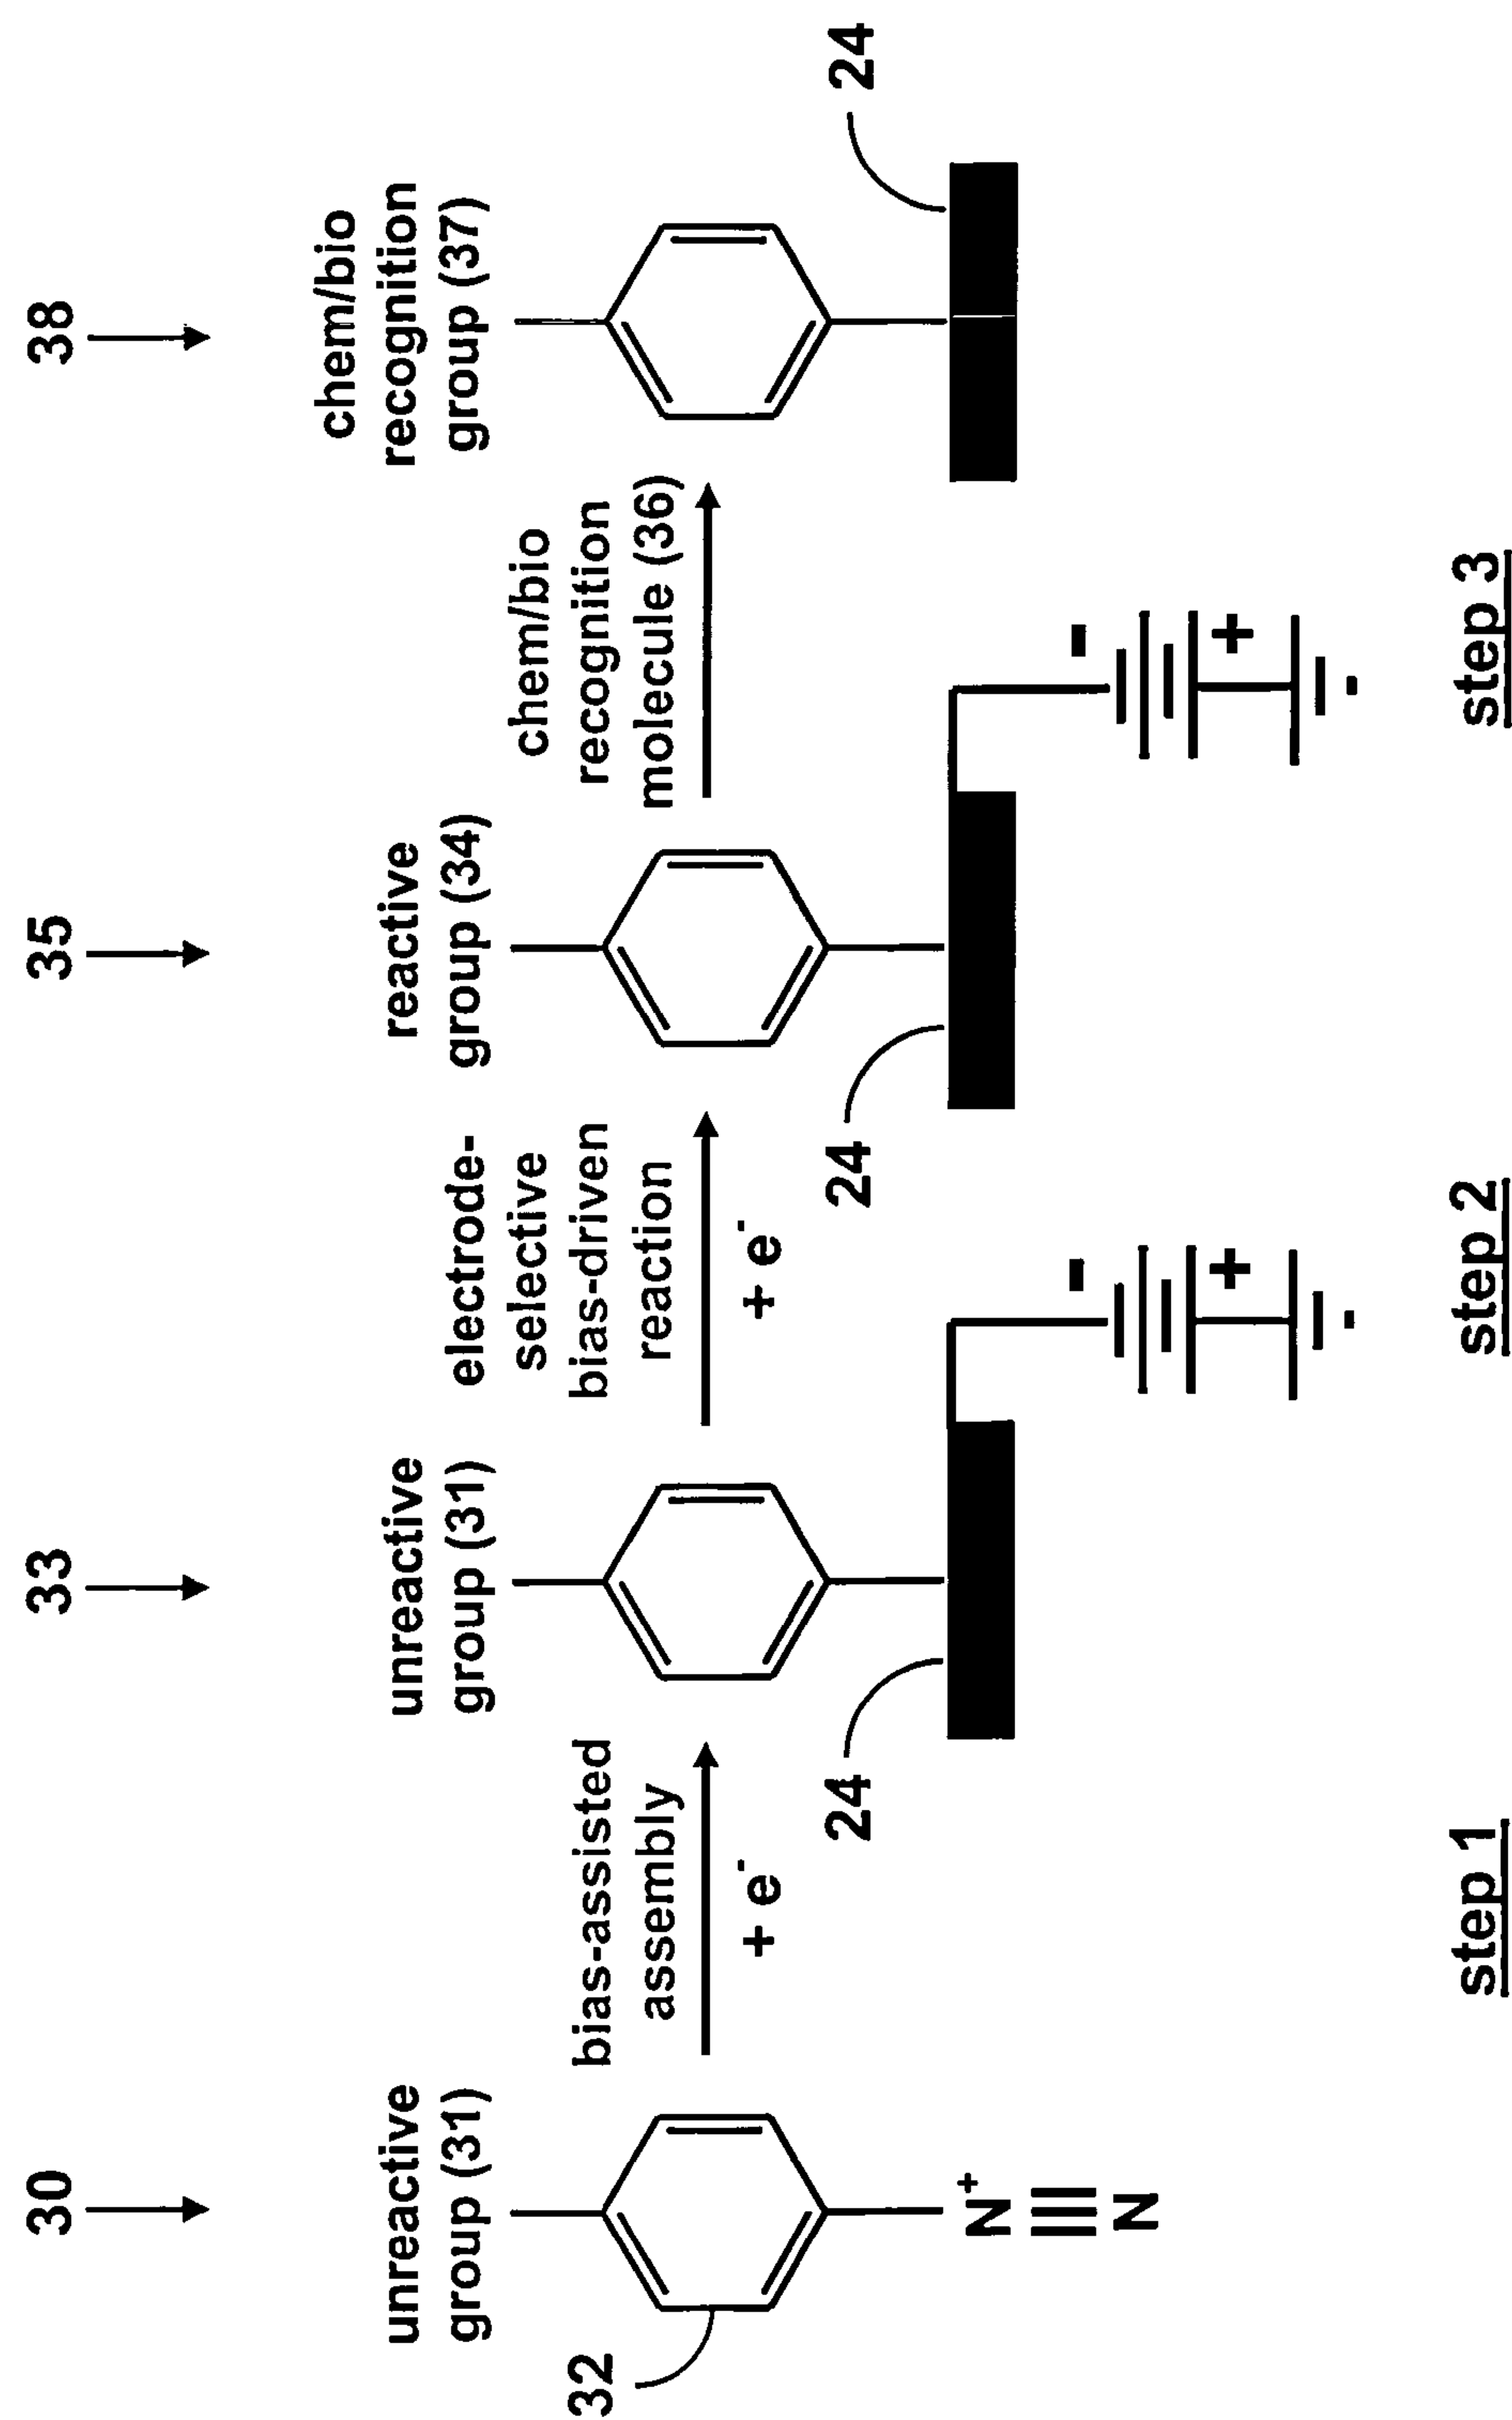 30
33
35
38
unreactive
group (31)
unreactive
group (31)
reactive
group (34)
chem/bio
recognition
group (37)
32
bias-assisted
assembly
+ e⁻
electrode-
selective
bias-driven
reaction
+ e⁻
chem/bio
recognition
molecule (36)
24
24
24
N⁺
N
-
+
-
-
+
-
step 1
step 2
step 3